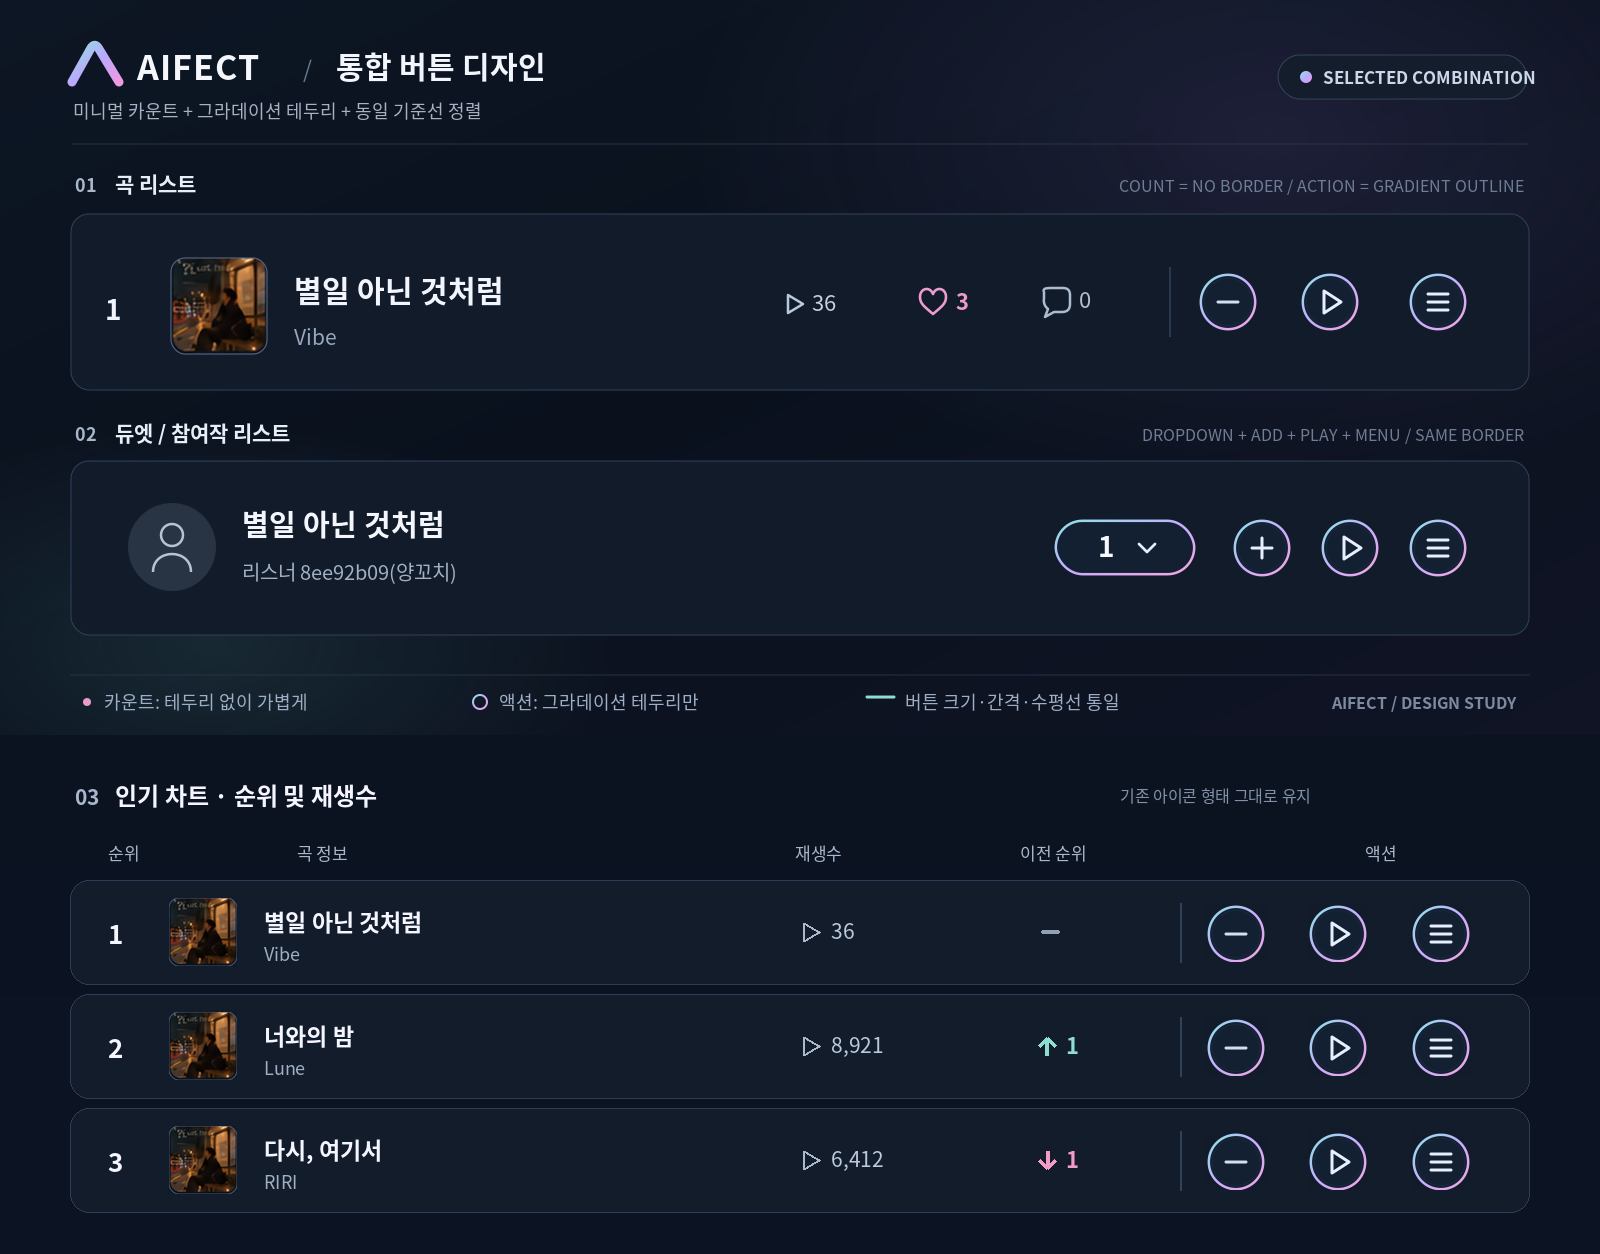 AIFECT / 통합 버튼 디자인
SELECTED COMBINATION
미니멀 카운트 + 그라데이션 테두리 + 동일 기준선 정렬
01 곡 리스트
COUNT = NO BORDER / ACTION = GRADIENT OUTLINE
1 별일 아닌 것처럼 36 3 0
Vibe
02 듀엣 / 참여작 리스트
DROPDOWN + ADD + PLAY + MENU / SAME BORDER
별일 아닌 것처럼 1
리스너 8ee92b09(양꼬치)
카운트: 테두리 없이 가볍게
액션: 그라데이션 테두리만
버튼 크기·간격·수평선 통일
AIFECT / DESIGN STUDY
03 인기 차트 · 순위 및 재생수
기존 아이콘 형태 그대로 유지
순위 곡 정보 재생수 이전 순위 액션
1 별일 아닌 것처럼 36
Vibe
2 너와의 밤 8,921 1
Lune
3 다시, 여기서 6,412 1
RIRI